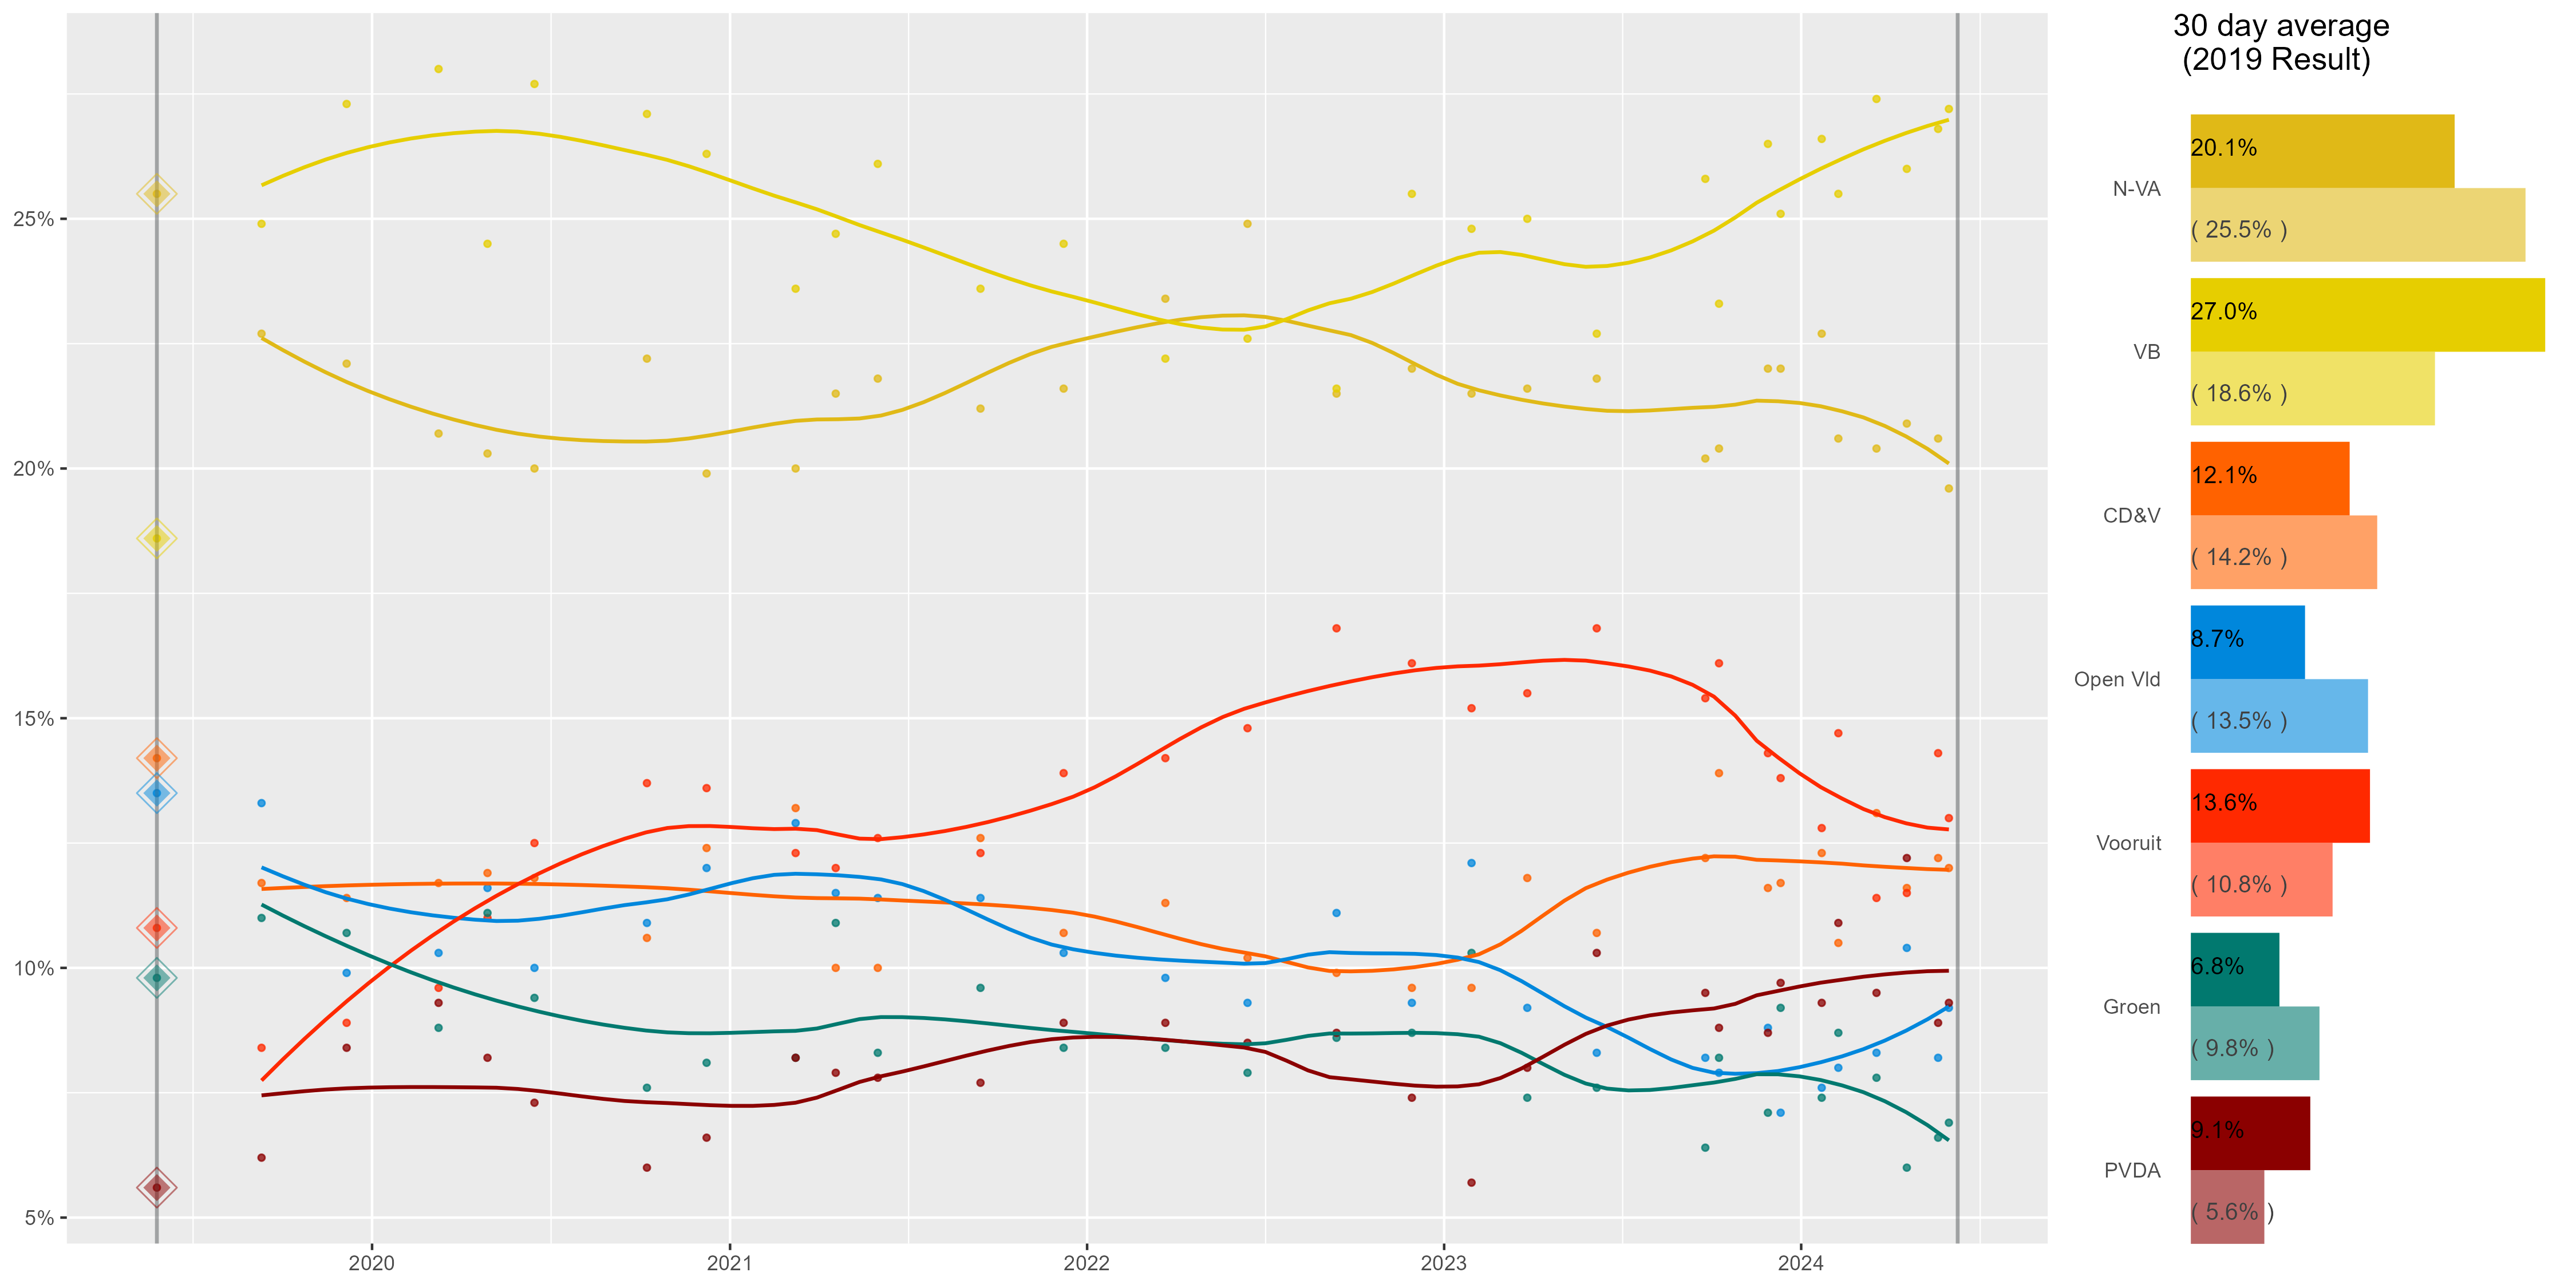 30 day average
(2019 Result)
25%
20%
15%
10%
5%
2020
2021
2022
2023
2024
N-VA
20.1%
( 25.5% )
VB
27.0%
( 18.6% )
CD&V
12.1%
( 14.2% )
Open Vld
8.7%
( 13.5% )
Vooruit
13.6%
( 10.8% )
Groen
6.8%
( 9.8% )
PVDA
9.1%
( 5.6% )